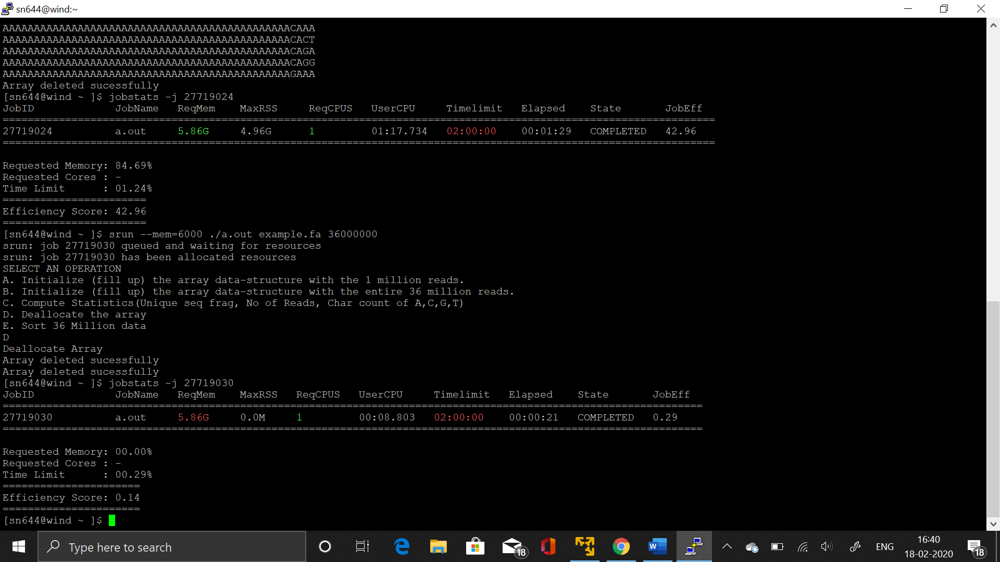 sn644@wind:~
AAAAAAAAAAAAAAAAAAAAAAAAAAAAAAAAAAAAAAAAAAAAAACAAA
AAAAAAAAAAAAAAAAAAAAAAAAAAAAAAAAAAAAAAAAAAAAAACACT
AAAAAAAAAAAAAAAAAAAAAAAAAAAAAAAAAAAAAAAAAAAAAACAGA
AAAAAAAAAAAAAAAAAAAAAAAAAAAAAAAAAAAAAAAAAAAAAACAGG
AAAAAAAAAAAAAAAAAAAAAAAAAAAAAAAAAAAAAAAAAAAAAAGAAA
Array deleted sucessfully
[sn644@wind ~ ]$ jobstats -j 27719024
JobID             JobName   ReqMem    MaxRSS     ReqCPUS   UserCPU     Timelimit   Elapsed    State       JobEff
==================================================================================================================
27719024          a.out     5.86G     4.96G      1         01:17.734   02:00:00    00:01:29   COMPLETED   42.96
==================================================================================================================
Requested Memory: 84.69%
Requested Cores : -
Time Limit      : 01.24%
=======================
Efficiency Score: 42.96
=======================
[sn644@wind ~ ]$ srun --mem=6000 ./a.out example.fa 36000000
srun: job 27719030 queued and waiting for resources
srun: job 27719030 has been allocated resources
SELECT AN OPERATION
A. Initialize (fill up) the array data-structure with the 1 million reads.
B. Initialize (fill up) the array data-structure with the entire 36 million reads.
C. Compute Statistics(Unique seq frag, No of Reads, Char count of A,C,G,T)
D. Deallocate the array
E. Sort 36 Million data
D
Deallocate Array
Array deleted sucessfully
Array deleted sucessfully
[sn644@wind ~ ]$ jobstats -j 27719030
JobID             JobName   ReqMem    MaxRSS   ReqCPUS   UserCPU     Timelimit   Elapsed    State       JobEff
================================================================================================================
27719030          a.out     5.86G     0.0M     1         00:08.803   02:00:00    00:00:21   COMPLETED   0.29
================================================================================================================
Requested Memory: 00.00%
Requested Cores : -
Time Limit      : 00.29%
======================
Efficiency Score: 0.14
======================
[sn644@wind ~ ]$
Type here to search
18
W
ENG
16:40
18-02-2020
18